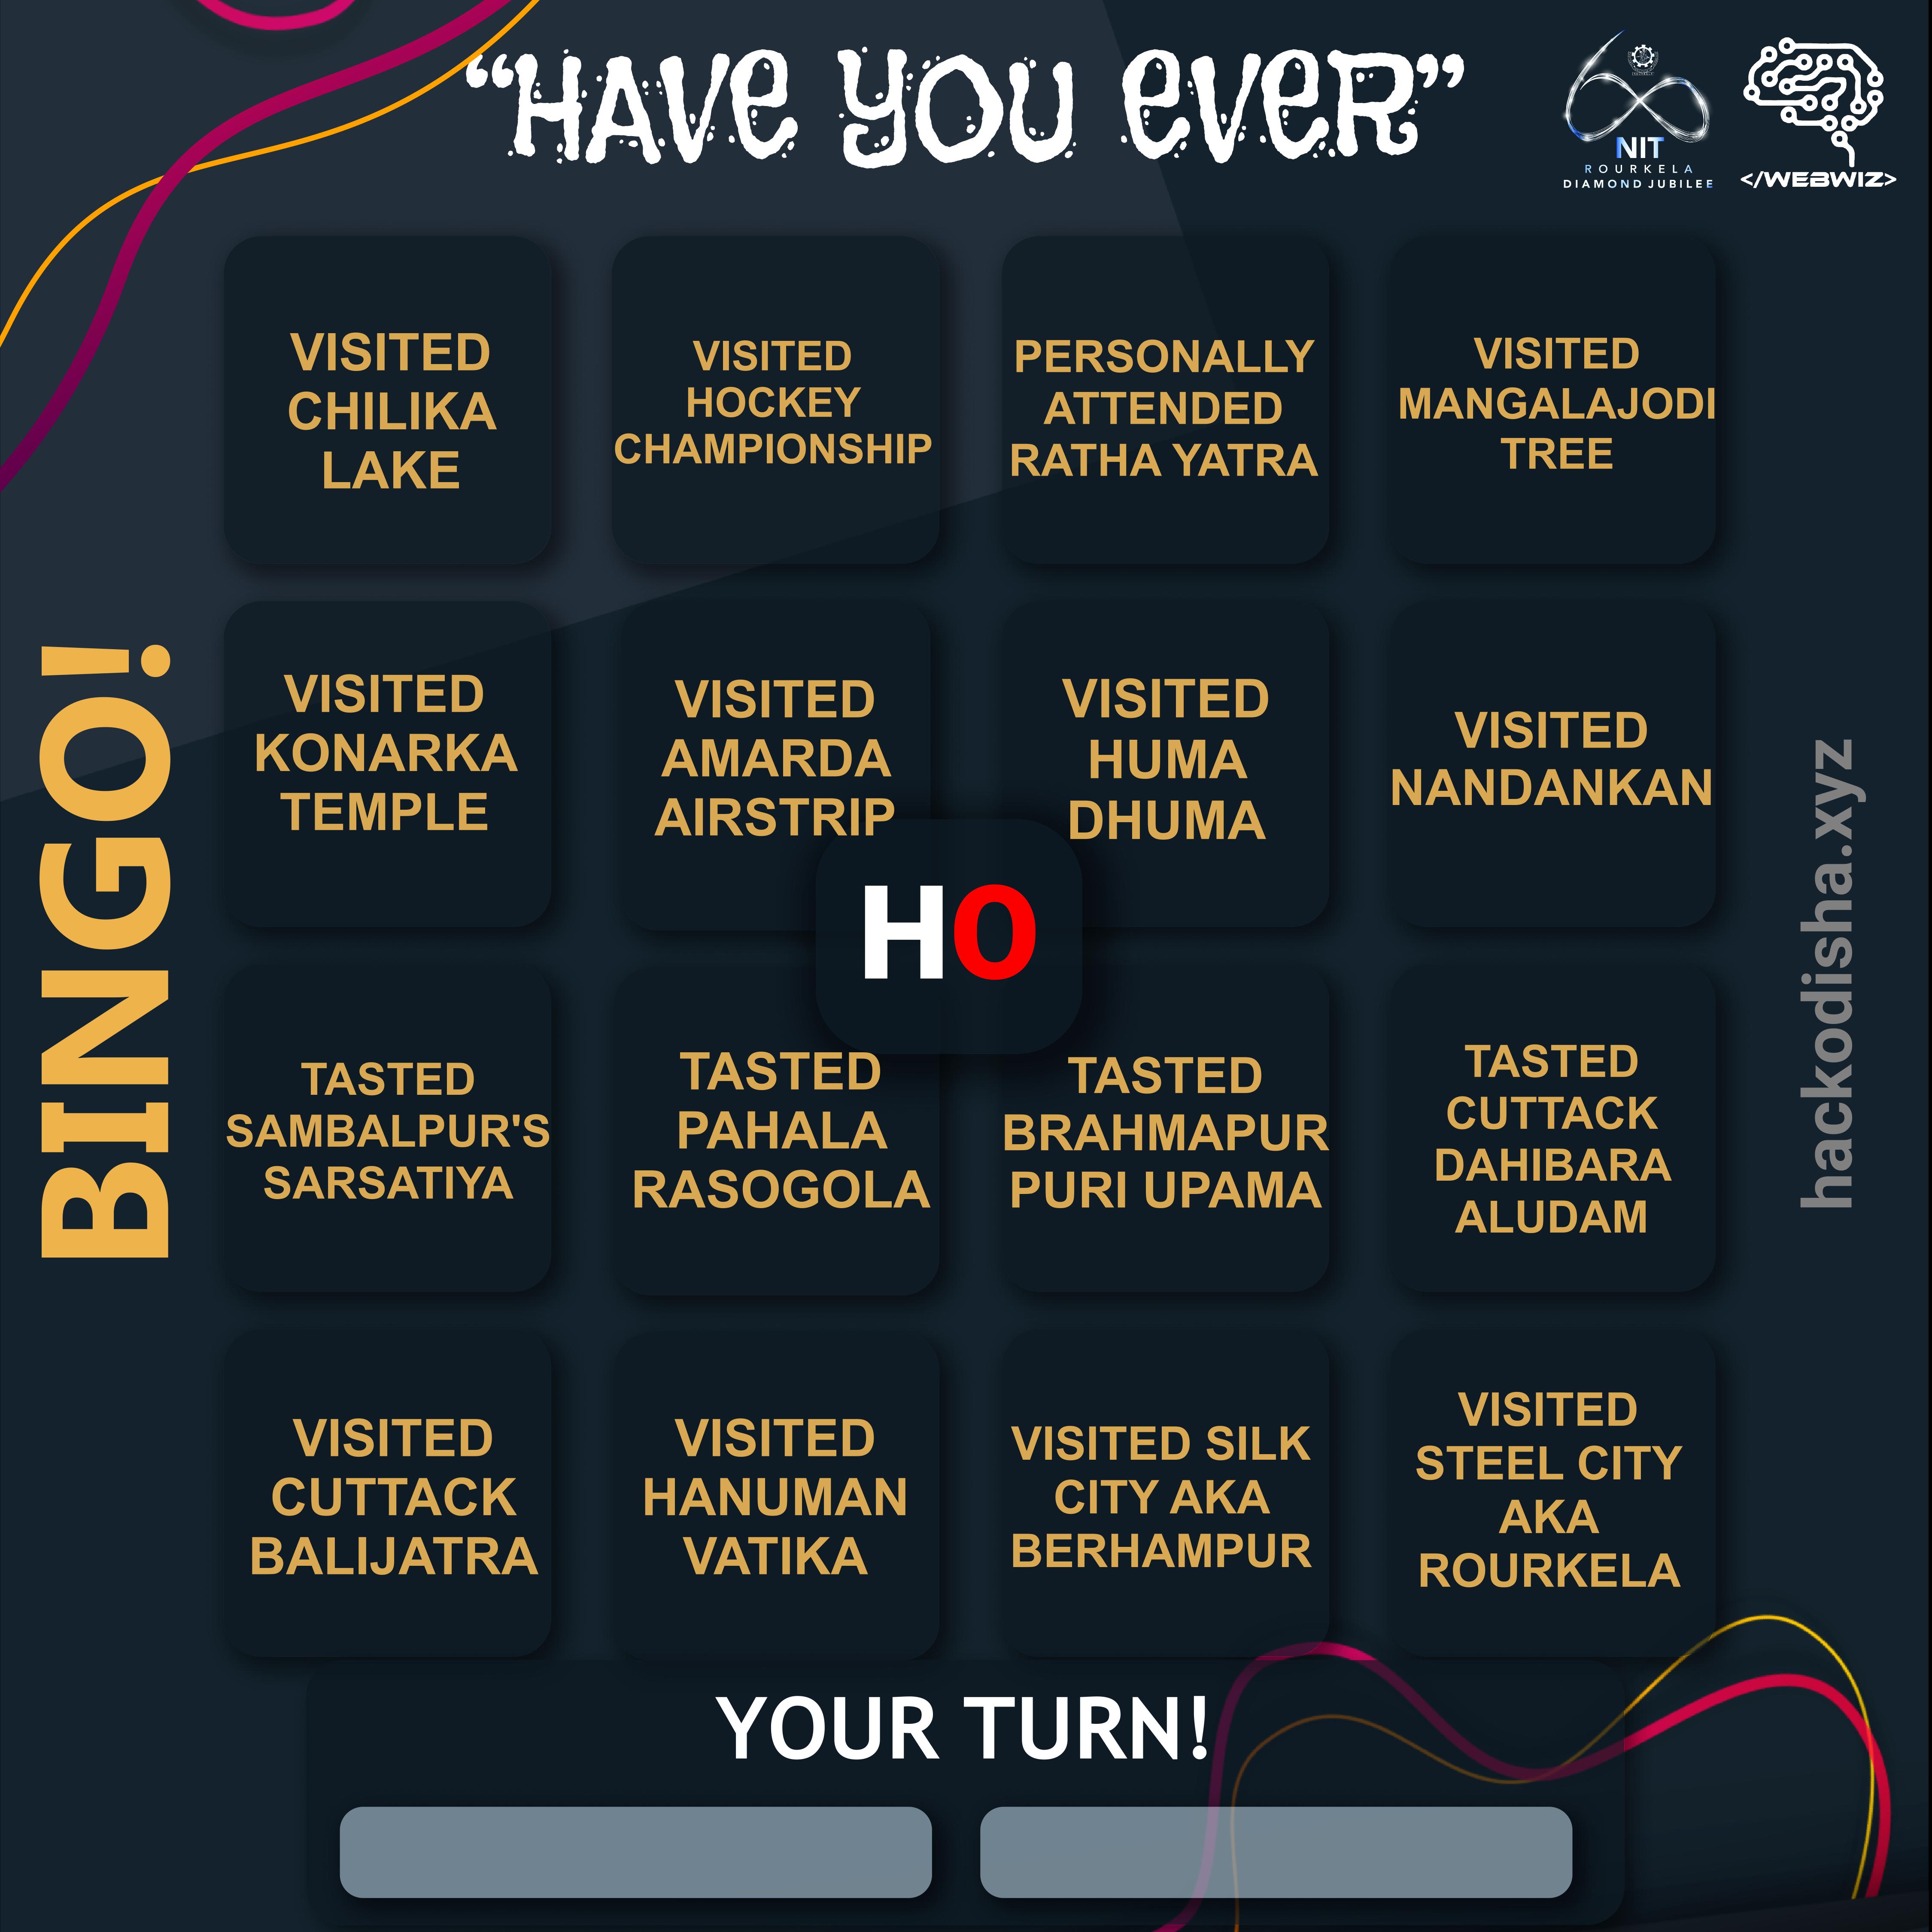 “HAVE YOU EVER”
NIT
ROURKELA
DIAMOND JUBILEE
</WEBWIZ>
VISITED
CHILIKA
LAKE
VISITED
HOCKEY
CHAMPIONSHIP
PERSONALLY
ATTENDED
RATHA YATRA
VISITED
MANGALAJODI
TREE
BINGO!
VISITED
KONARKA
TEMPLE
VISITED
AMARDA
AIRSTRIP
VISITED
HUMA
DHUMA
VISITED
NANDANKAN
HO
hackodisha.xyz
TASTED
SAMBALPUR'S
SARSATIYA
TASTED
PAHALA
RASOGOLA
TASTED
BRAHMAPUR
PURI UPAMA
TASTED
CUTTACK
DAHIBARA
ALUDAM
VISITED
CUTTACK
BALIJATRA
VISITED
HANUMAN
VATIKA
VISITED SILK
CITY AKA
BERHAMPUR
VISITED
STEEL CITY
AKA
ROURKELA
YOUR TURN!